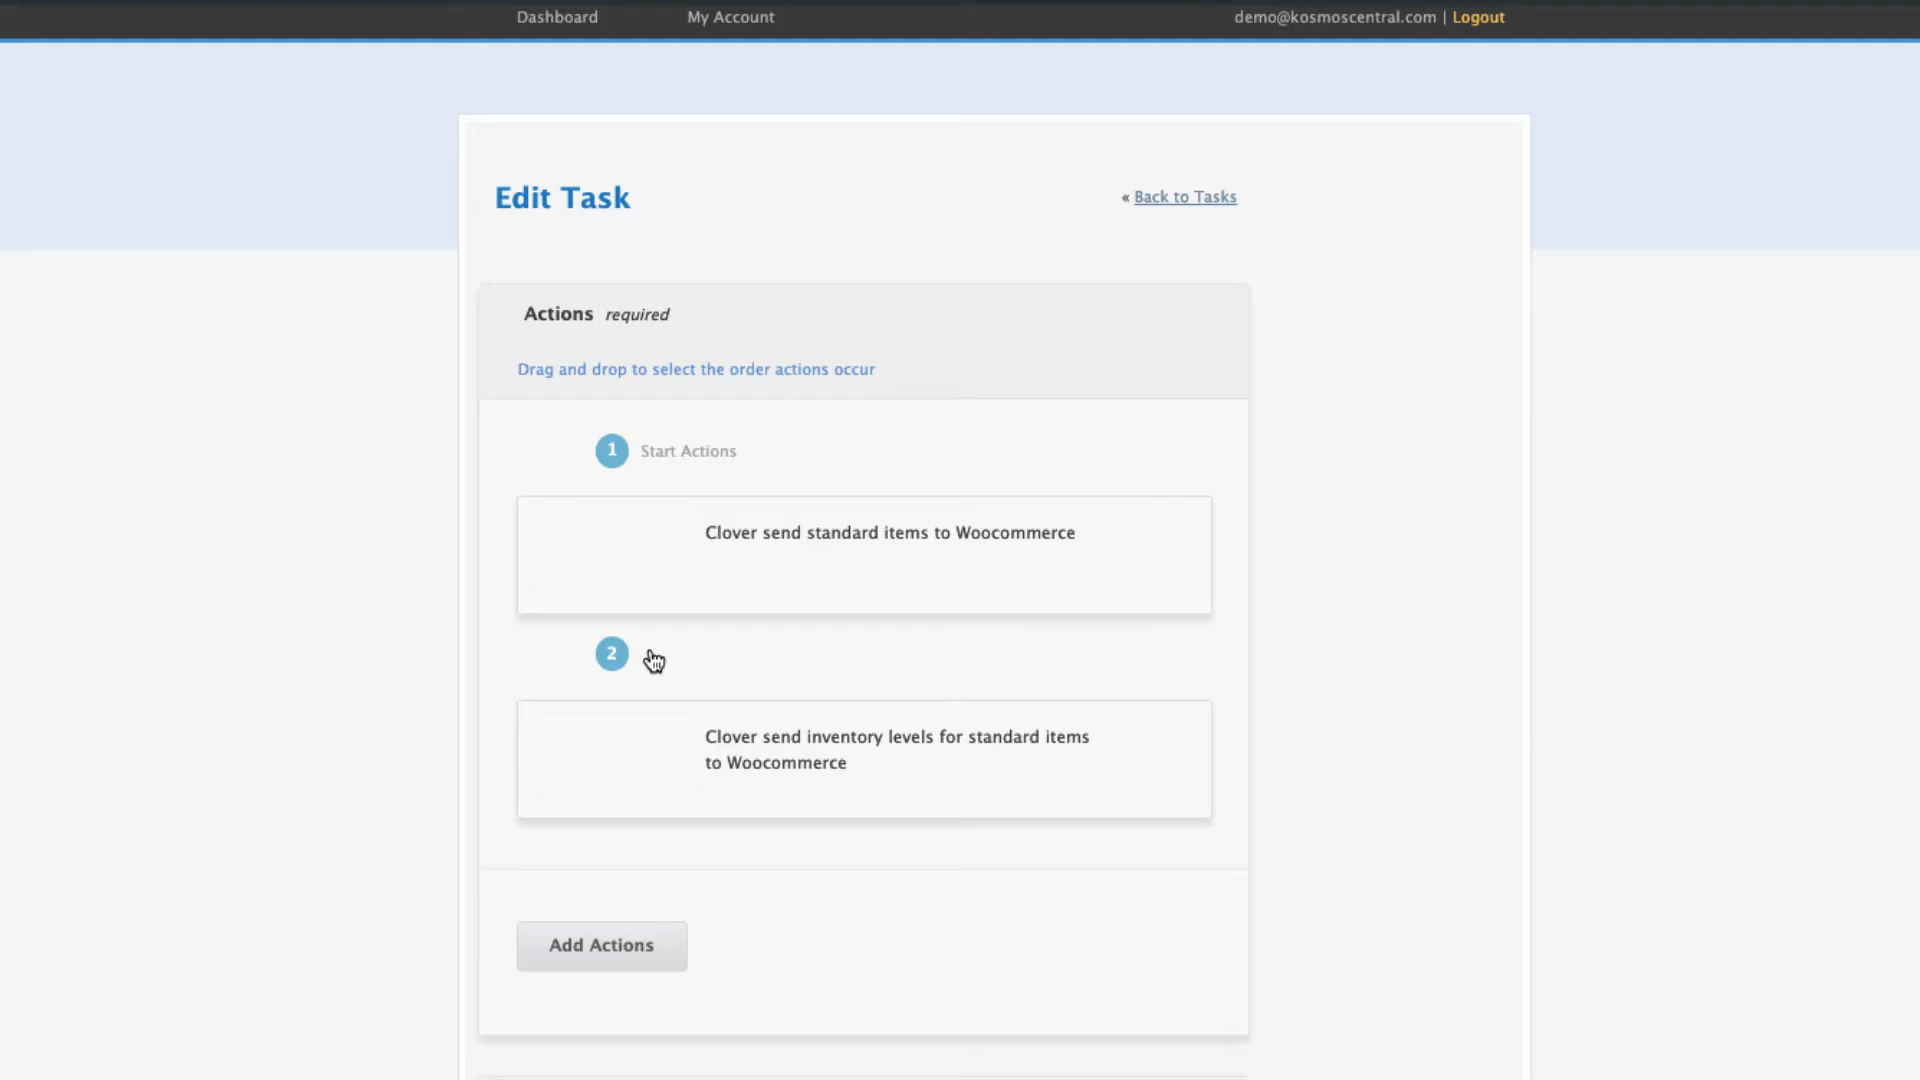 Dashboard
My Account
demo@kosmoscentral.com | Logout
Edit Task
« Back to Tasks
Actions required
Drag and drop to select the order actions occur
1 Start Actions
Clover send standard items to Woocommerce
2
Clover send inventory levels for standard items
to Woocommerce
Add Actions